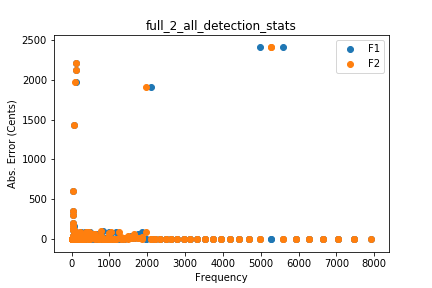 full_2_all_detection_stats
2500
2000
1500
1000
500
0
Abs. Error (Cents)
F1
F2
0 1000 2000 3000 4000 5000 6000 7000 8000
Frequency